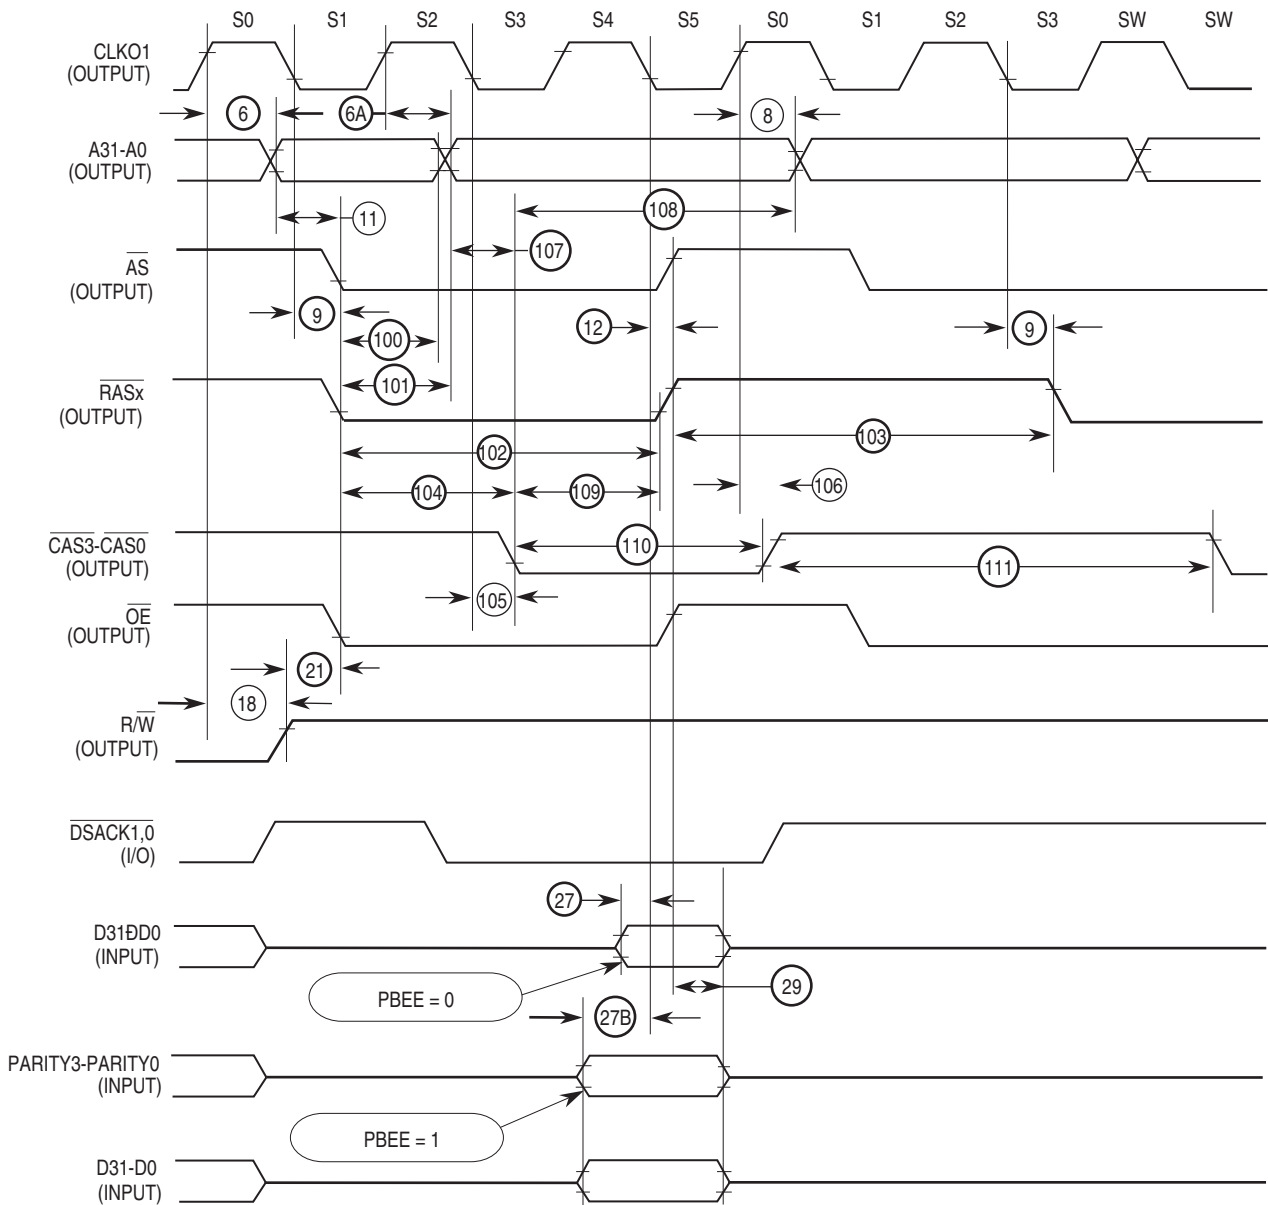 S0 S1 S2 S3 S4 S5 S0 S1 S2 S3 SW SW
CLKO1
(OUTPUT)
6 6A 8
A31-A0
(OUTPUT)
108
11
107
AS
(OUTPUT)
9 12 9
100
101
RASx
(OUTPUT)
103
102
104 109 106
CAS3-CAS0
(OUTPUT)
110
111
105
OE
(OUTPUT)
21
18
R/W
(OUTPUT)
DSACK1,0
(I/O)
27
D31ÐD0
(INPUT)
29
PBEE = 0
27B
PARITY3-PARITY0
(INPUT)
PBEE = 1
D31-D0
(INPUT)